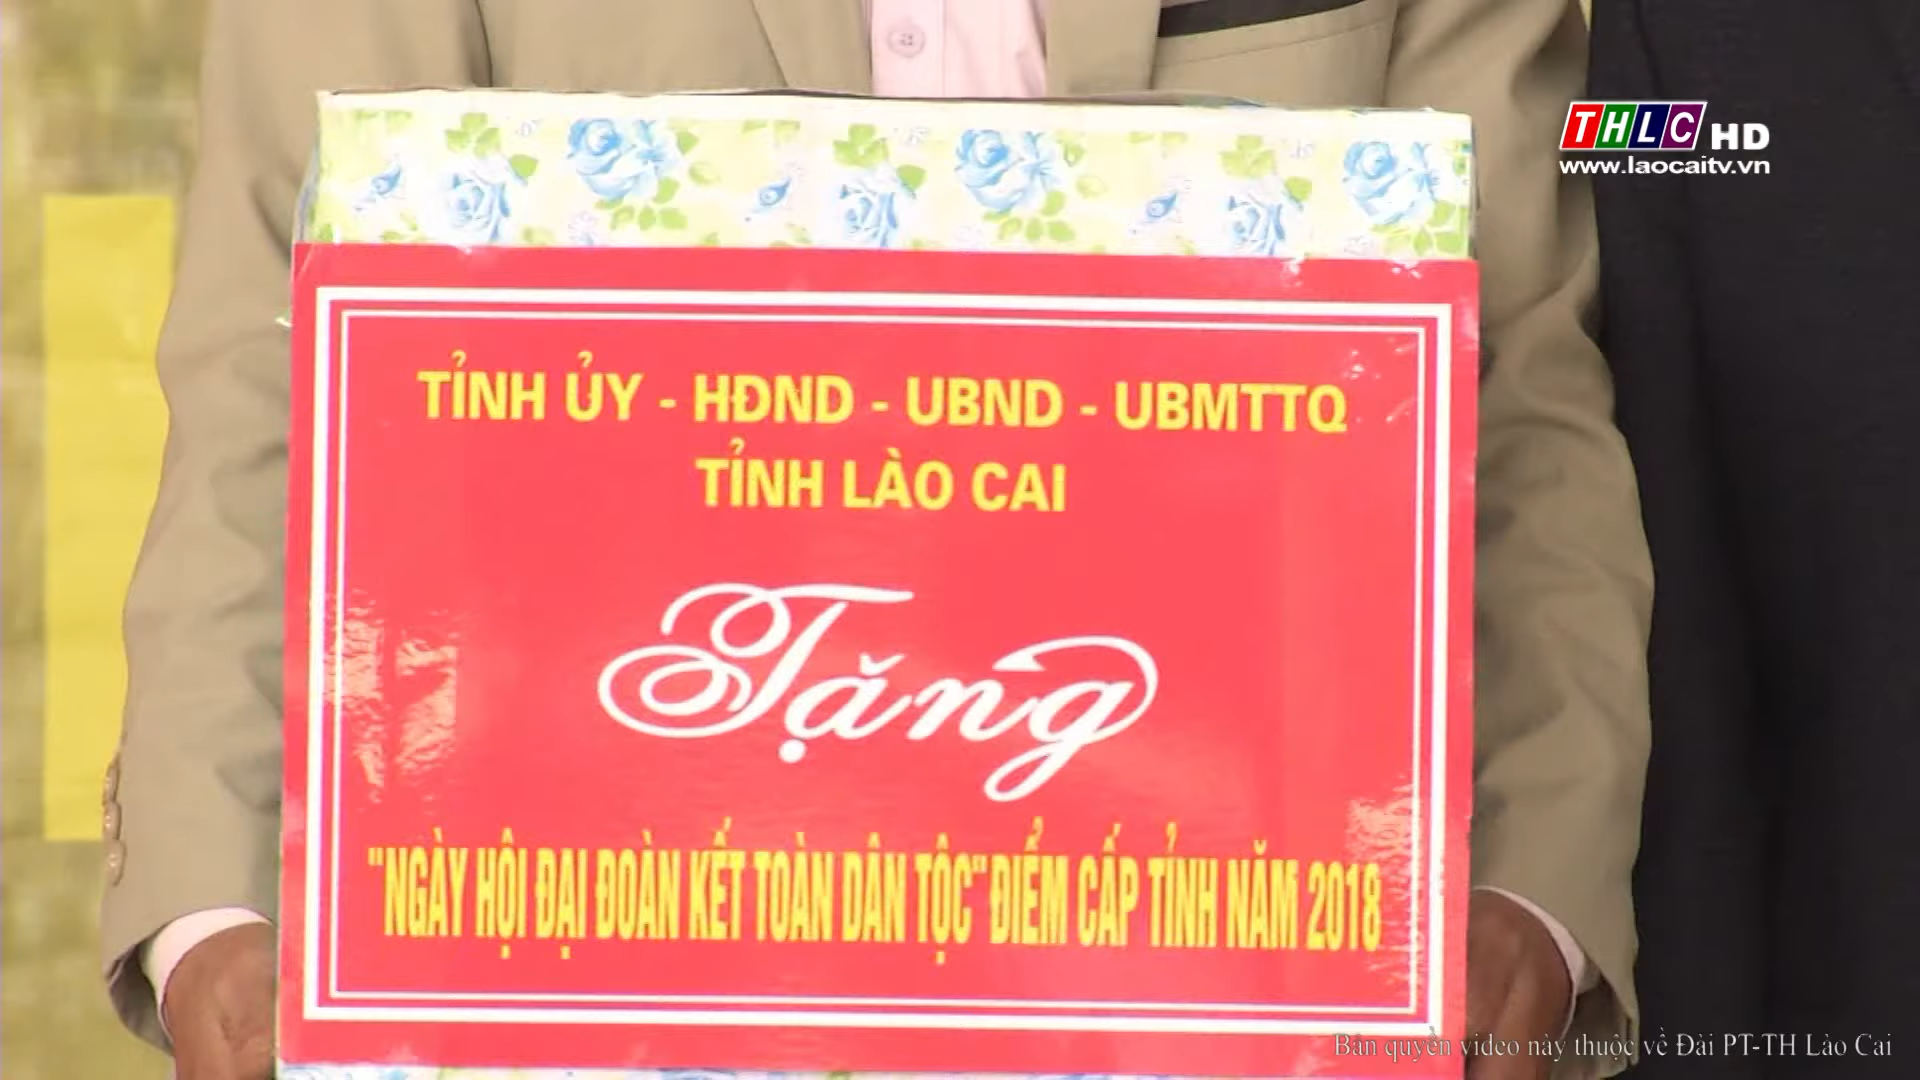 THLC HD
www.laocaitv.vn
TỈNH ỦY - HĐND - UBND - UBMTTQ
TỈNH LÀO CAI
Tặng
"NGÀY HỘI ĐẠI ĐOÀN KẾT TOÀN DÂN TỘC" ĐIỂM CẤP TỈNH NĂM 2018
Bản quyền video này thuộc về Đài PT-TH Lào Cai